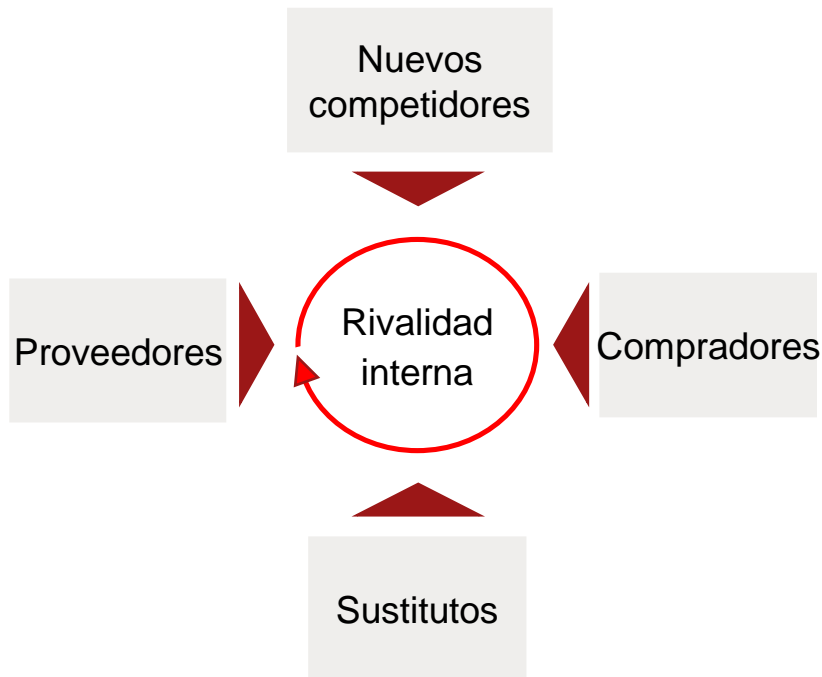 Nuevos
competidores
Proveedores
Rivalidad
interna
Compradores
Sustitutos